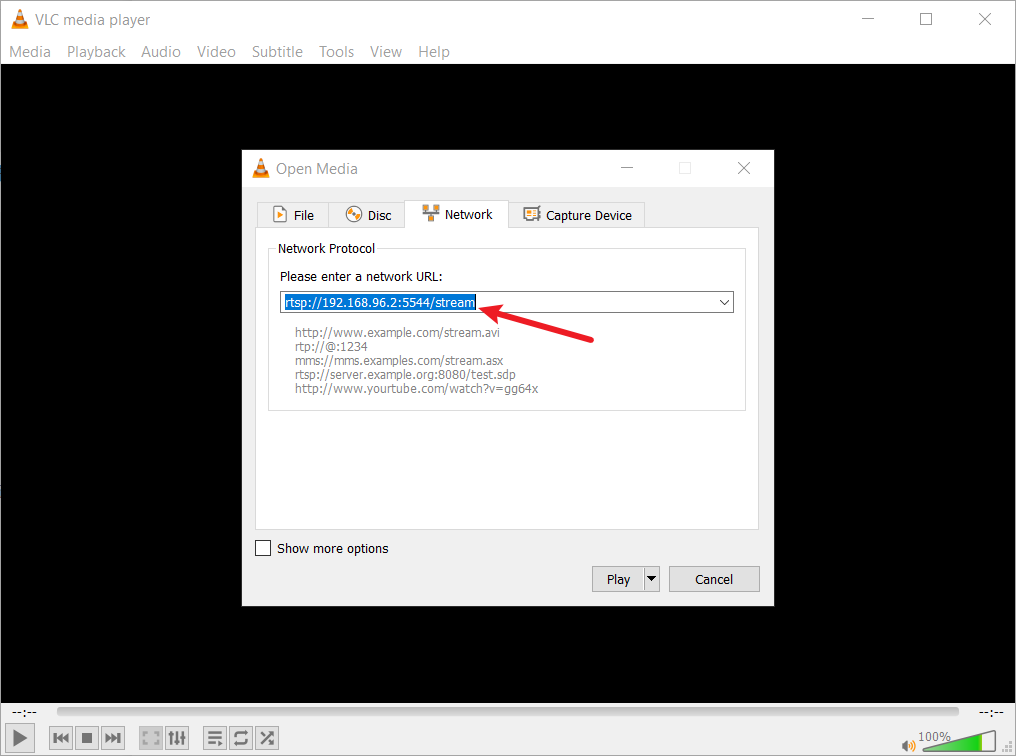 VLC media player
Media Playback Audio Video Subtitle Tools View Help
Open Media
File Disc Network Capture Device
Network Protocol
Please enter a network URL:
rtsp://192.168.96.2:5544/stream
http://www.example.com/stream.avi
rtp://@:1234
mms://mms.examples.com/stream.asx
rtsp://server.example.org:8080/test.sdp
http://www.yourtube.com/watch?v=gg64x
Show more options
Play Cancel
--:-- --:--
100%